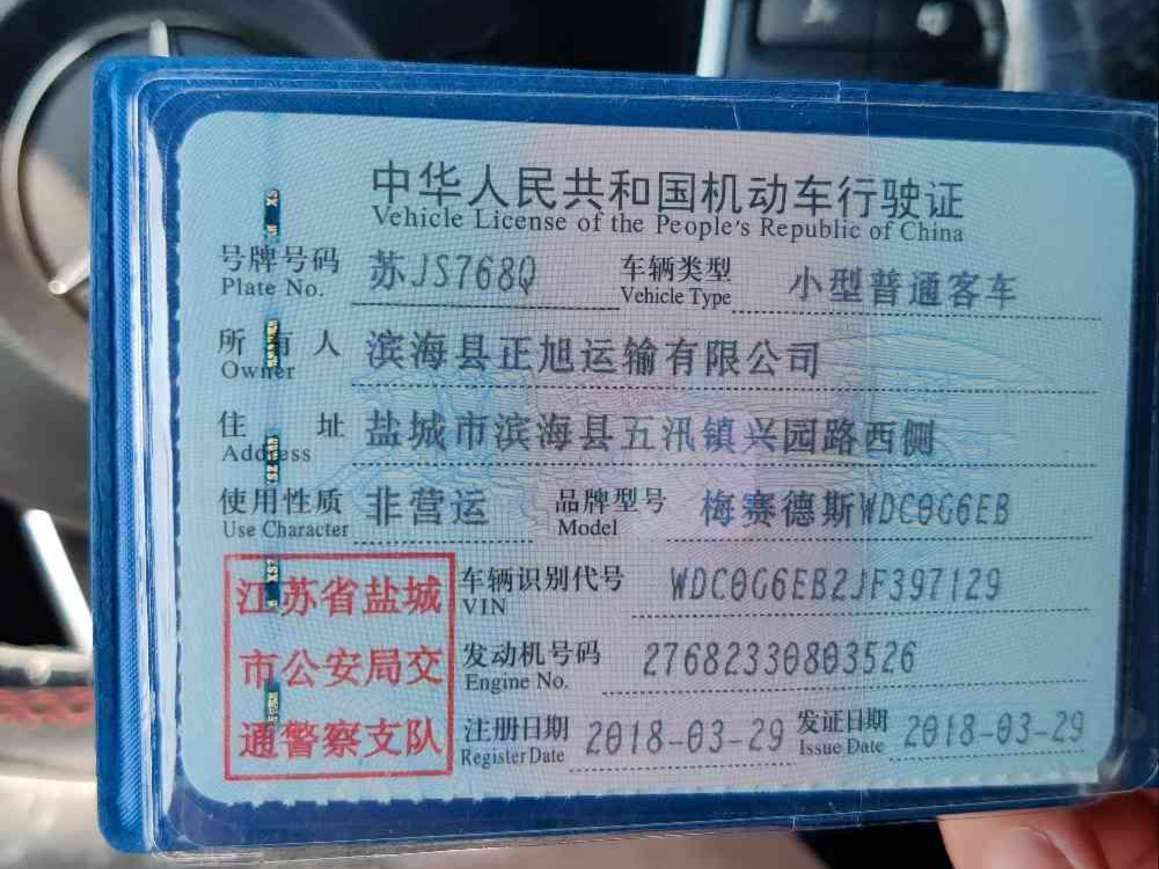 中华人民共和国机动车行驶证
Vehicle License of the People's Republic of China
号牌号码 苏JS768Q 车辆类型 小型普通客车
Plate No. Vehicle Type
所有人 滨海县正旭运输有限公司
Owner
住址 盐城市滨海县五汛镇兴园路西侧
Address
使用性质 非营运 品牌型号 梅赛德斯WDC0G6EB
Use Character Model
江苏省盐城
市公安局交
通警察支队
车辆识别代号 WDC0G6EB2JF397129
VIN
发动机号码 27682330803526
Engine No.
注册日期 2018-03-29 发证日期 2018-03-29
Register Date Issue Date